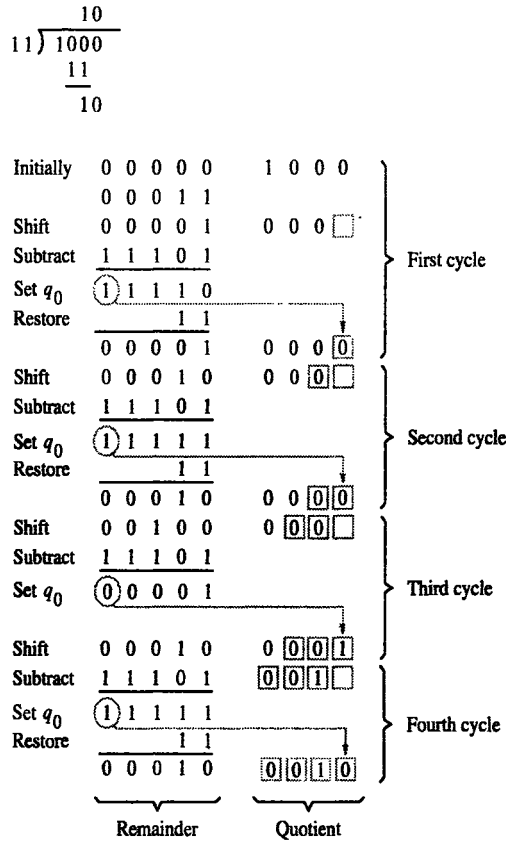 10
11) 1000
11
10
Initially 0 0 0 0 0 1 0 0 0
0 0 0 1 1
Shift 0 0 0 0 1 0 0 0
Subtract 1 1 1 0 1
First cycle
Set q0 1 1 1 1 0
Restore 1 1
0 0 0 0 1 0 0 0 0
Shift 0 0 0 1 0 0 0 0
Subtract 1 1 1 0 1
Set q0 1 1 1 1 1 Second cycle
Restore 1 1
0 0 0 1 0 0 0 0 0
Shift 0 0 1 0 0 0 0 0
Subtract 1 1 1 0 1
Set q0 0 0 0 0 1 Third cycle
Shift 0 0 0 1 0 0 0 0 1
Subtract 1 1 1 0 1 0 0 1
Set q0 1 1 1 1 1 Fourth cycle
Restore 1 1
0 0 0 1 0 0 0 1 0
Remainder Quotient